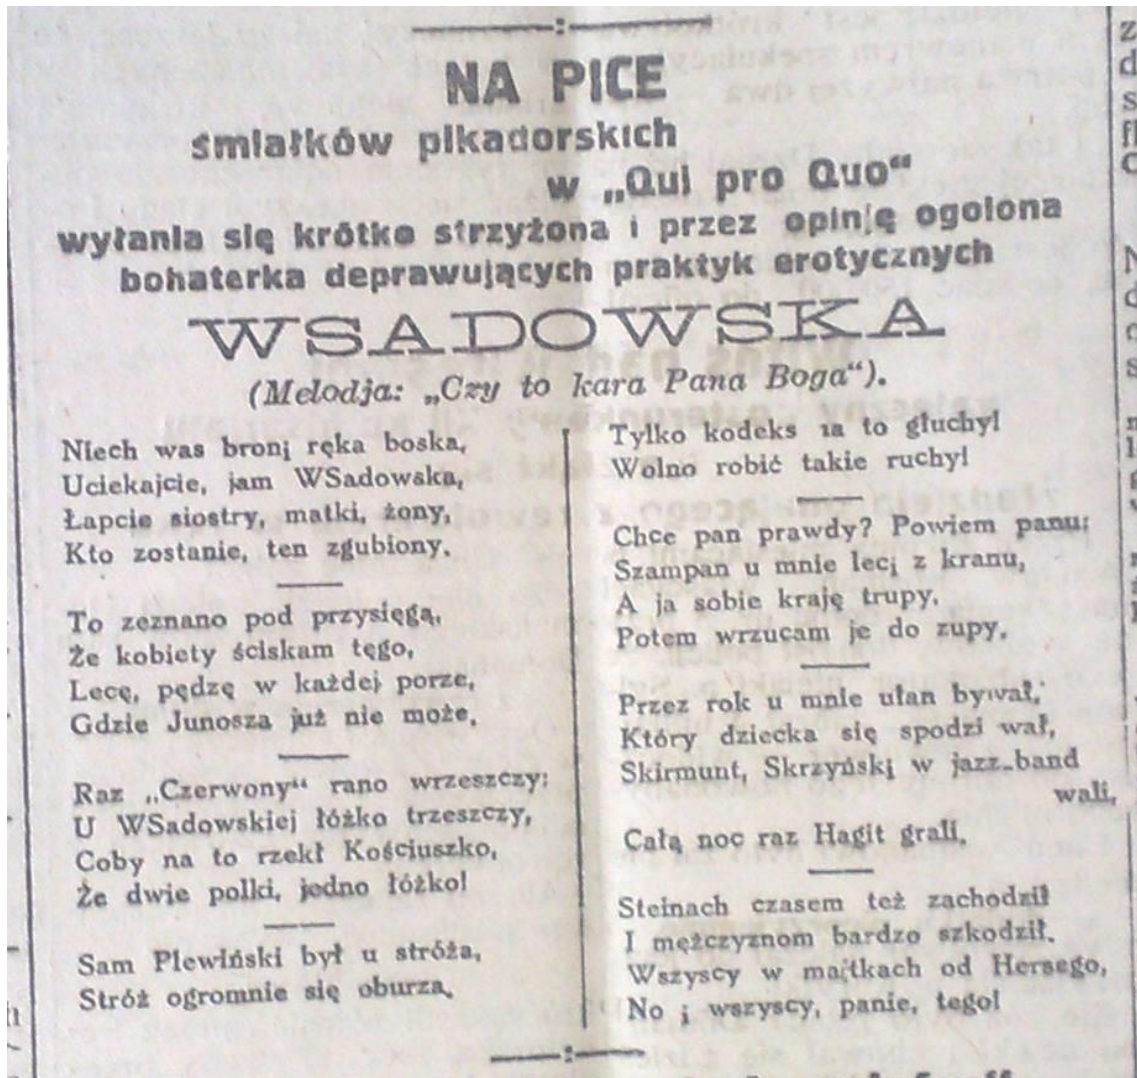 NA PICE
śmiałków pikadorskich
w „Qui pro Quo“
wyłania się krótko strzyżona i przez opinję ogolona
bohaterka deprawujących praktyk erotycznych
WSADOWSKA
(Melodja: „Czy to kara Pana Boga“).
Niech was broni ręka boska,
Uciekajcie, jam WSadowska,
Łapcie siostry, matki, żony,
Kto zostanie, ten zgubiony.
To zeznano pod przysięgą,
Że kobiety ściskam tęgo,
Lecę, pędzę w każdej porze,
Gdzie Junosza już nie może,
Raz „Czerwony“ rano wrzeszczy:
U WSadowskiej łóżko trzeszczy,
Coby na to rzekł Kościuszko,
Że dwie polki, jedno łóżko!
Sam Plewiński był u stróża,
Stróż ogromnie się oburza,
Tylko kodeks na to głuchy!
Wolno robić takie ruchy!
Chce pan prawdy? Powiem panu:
Szampan u mnie leci z kranu,
A ja sobie kraję trupy,
Potem wrzucam je do zupy,
Przez rok u mnie ułan bywał,
Który dziecka się spodzi wał,
Skirmunt, Skrzyński w jazz-band
wali,
Całą noc raz Hagit grali,
Steinach czasem też zachodził
I mężczyznom bardzo szkodził.
Wszyscy w majtkach od Hersego,
No i wszyscy, panie, tego!